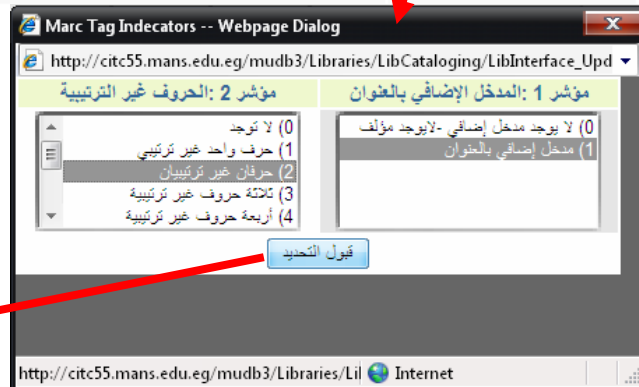 Marc Tag Indecators -- Webpage Dialog
http://citc55.mans.edu.eg/mudb3/Libraries/LibCataloging/LibInterface_Upd
مؤشر 1 :المدخل الإضافي بالعنوان
مؤشر 2 :الحروف غير الترتيبية
0) لا يوجد مدخل إضافي -لايوجد مؤلف
1) مدخل إضافي بالعنوان
0) لا توجد
1) حرف واحد غير ترتيبي
2) حرفان غير ترتيبيان
3) ثلاثة حروف غير ترتيبية
4) أربعة حروف غير ترتيبية
قبول التحديد
http://citc55.mans.edu.eg/mudb3/Libraries/Lil Internet